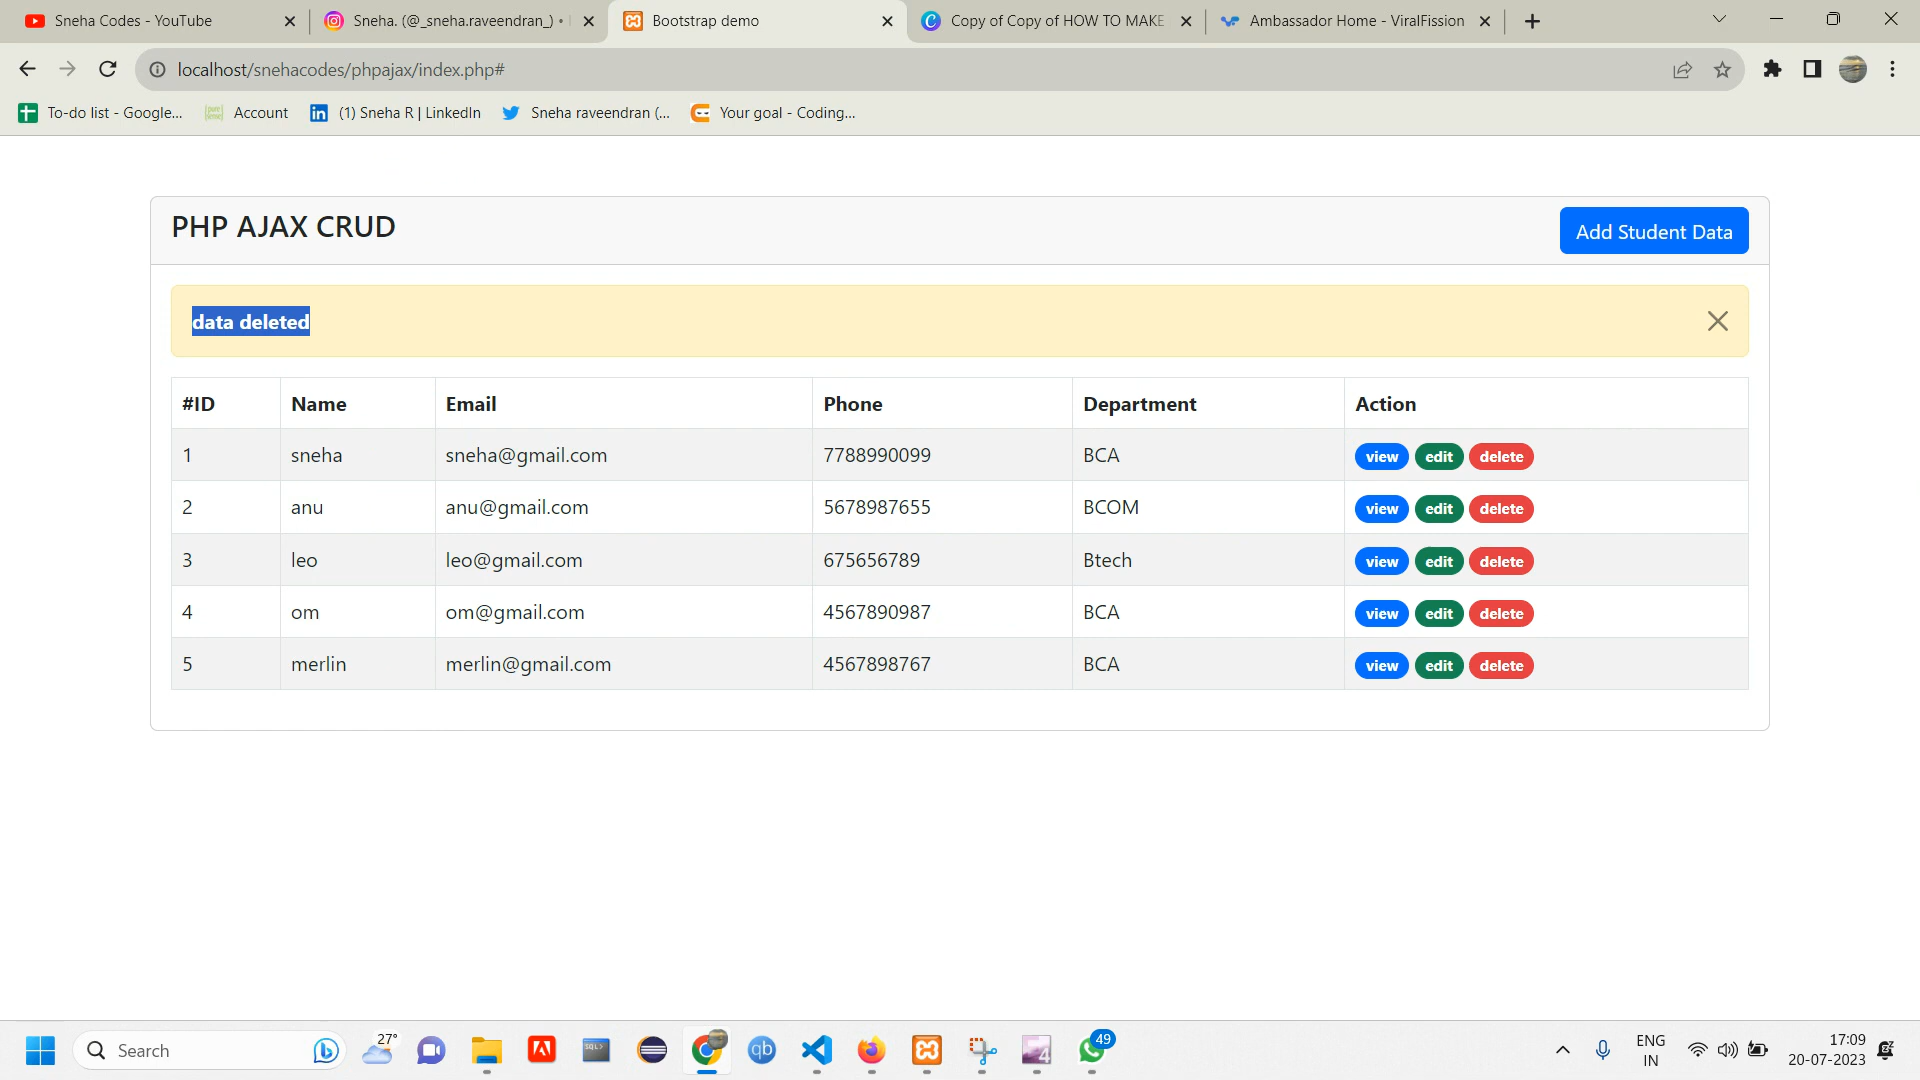 Sneha Codes - YouTube
Sneha. (@_sneha.raveendran_) •
Bootstrap demo
Copy of Copy of HOW TO MAKE
Ambassador Home - ViralFission
localhost/snehacodes/phpajax/index.php#
To-do list - Google...
Account
(1) Sneha R | LinkedIn
Sneha raveendran (...
Your goal - Coding...
PHP AJAX CRUD
Add Student Data
data deleted
#ID Name Email Phone Department Action
1 sneha sneha@gmail.com 7788990099 BCA view edit delete
2 anu anu@gmail.com 5678987655 BCOM view edit delete
3 leo leo@gmail.com 675656789 Btech view edit delete
4 om om@gmail.com 4567890987 BCA view edit delete
5 merlin merlin@gmail.com 4567898767 BCA view edit delete
Search
27°
SQL>
qb
4
49
ENG
IN
17:09
20-07-2023